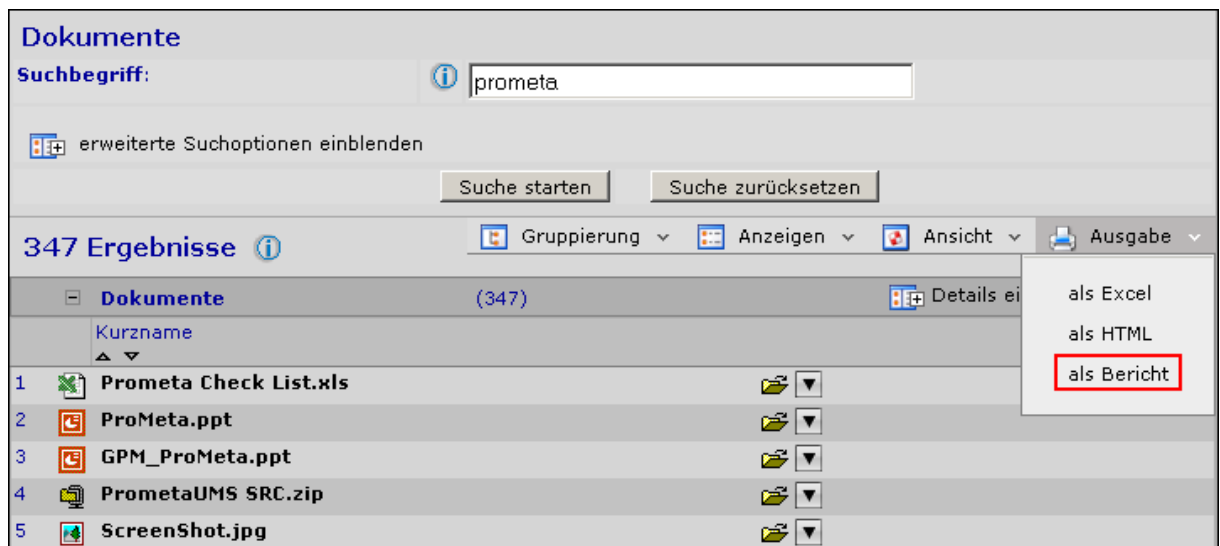 Dokumente
Suchbegriff: prometa
erweiterte Suchoptionen einblenden
Suche starten Suche zurücksetzen
347 Ergebnisse Gruppierung Anzeigen Ansicht Ausgabe
als Excel
als HTML
als Bericht
Dokumente (347) Details ei
Kurzname
1 Prometa Check List.xls
2 ProMeta.ppt
3 GPM_ProMeta.ppt
4 PrometaUMS SRC.zip
5 ScreenShot.jpg